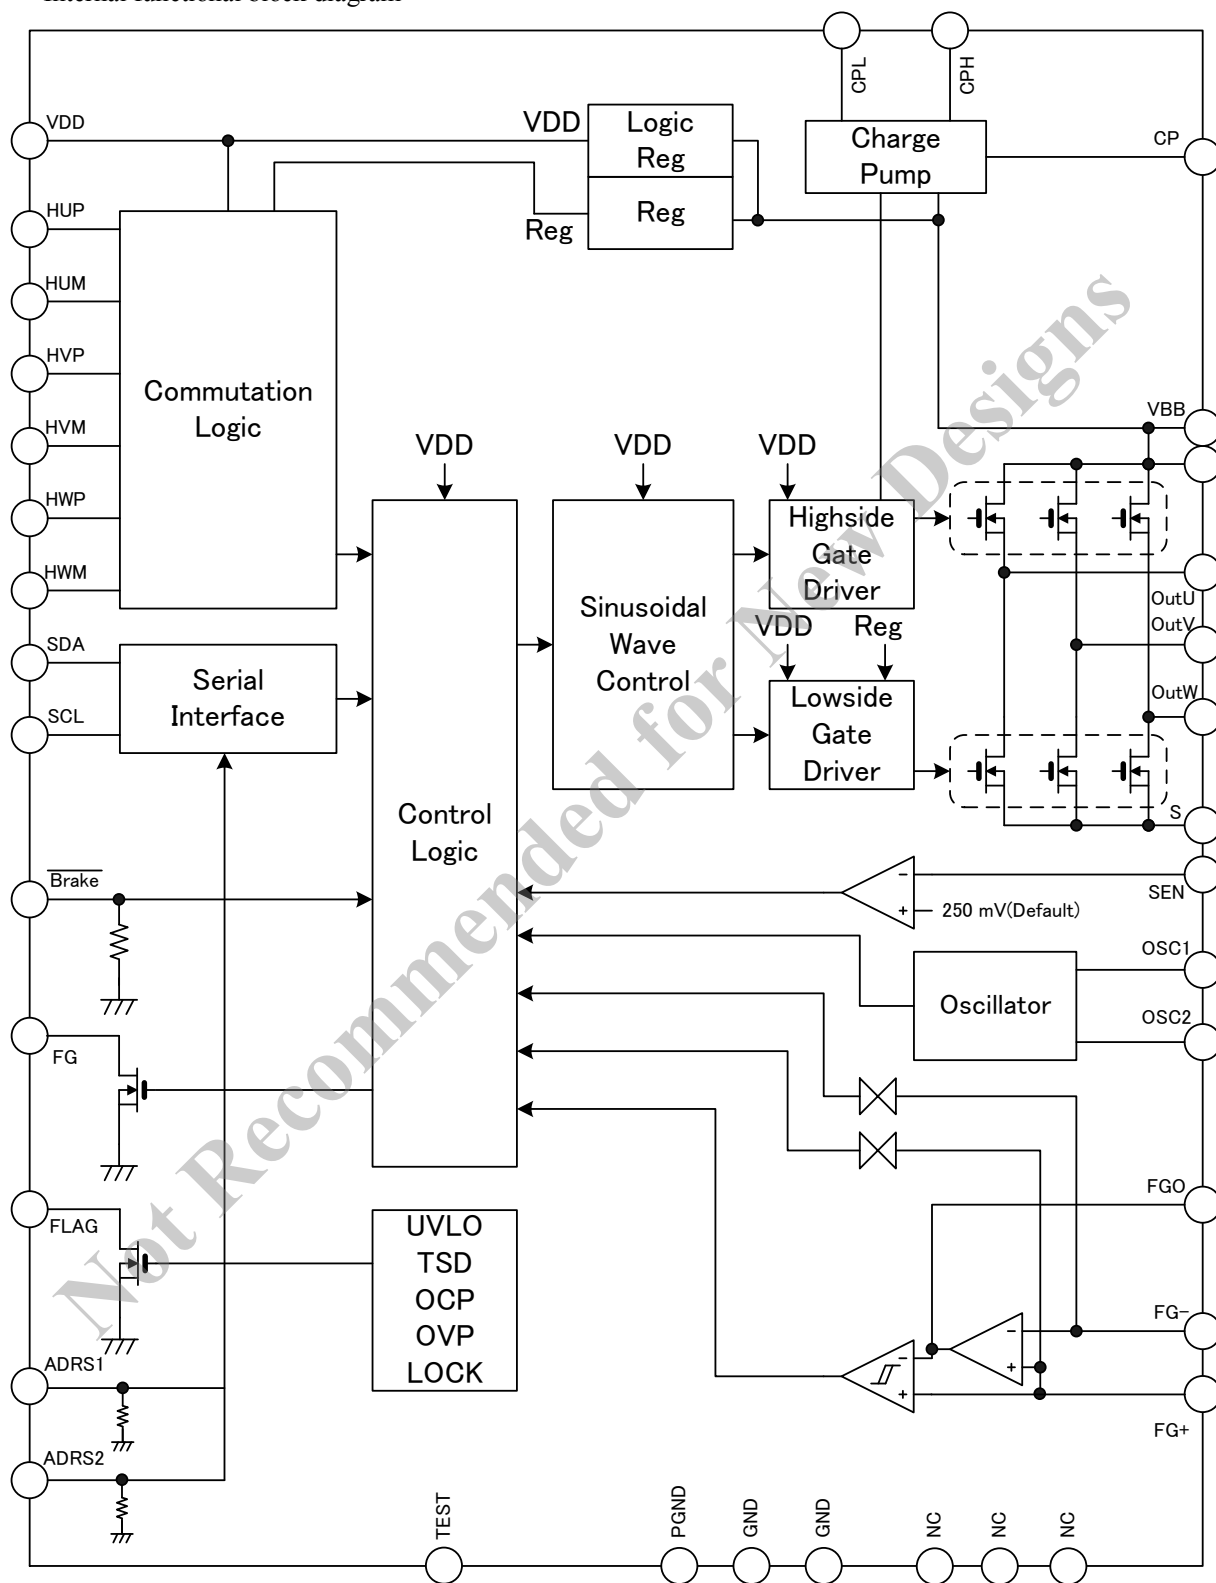 Internal functional block diagram
CPL
CPH
VDD
VDD
Logic
Reg
Charge
Pump
CP
HUP
Reg
Reg
HUM
HVP
Commutation
Logic
HVM
VBB
VDD
VDD
VDD
HWP
Highside
Gate
Driver
HWM
OutU
Sinusoidal
Wave
Control
VDD
Reg
OutV
SDA
Serial
Interface
OutW
SCL
Lowside
Gate
Driver
Control
Logic
S
Brake
-
+
250 mV(Default)
SEN
OSC1
Oscillator
OSC2
FG
FGO
FLAG
UVLO
TSD
OCP
OVP
LOCK
-
+
FG-
-
+
FG+
ADRS1
ADRS2
TEST
PGND
GND
GND
NC
NC
NC
Not Recommended for New Designs